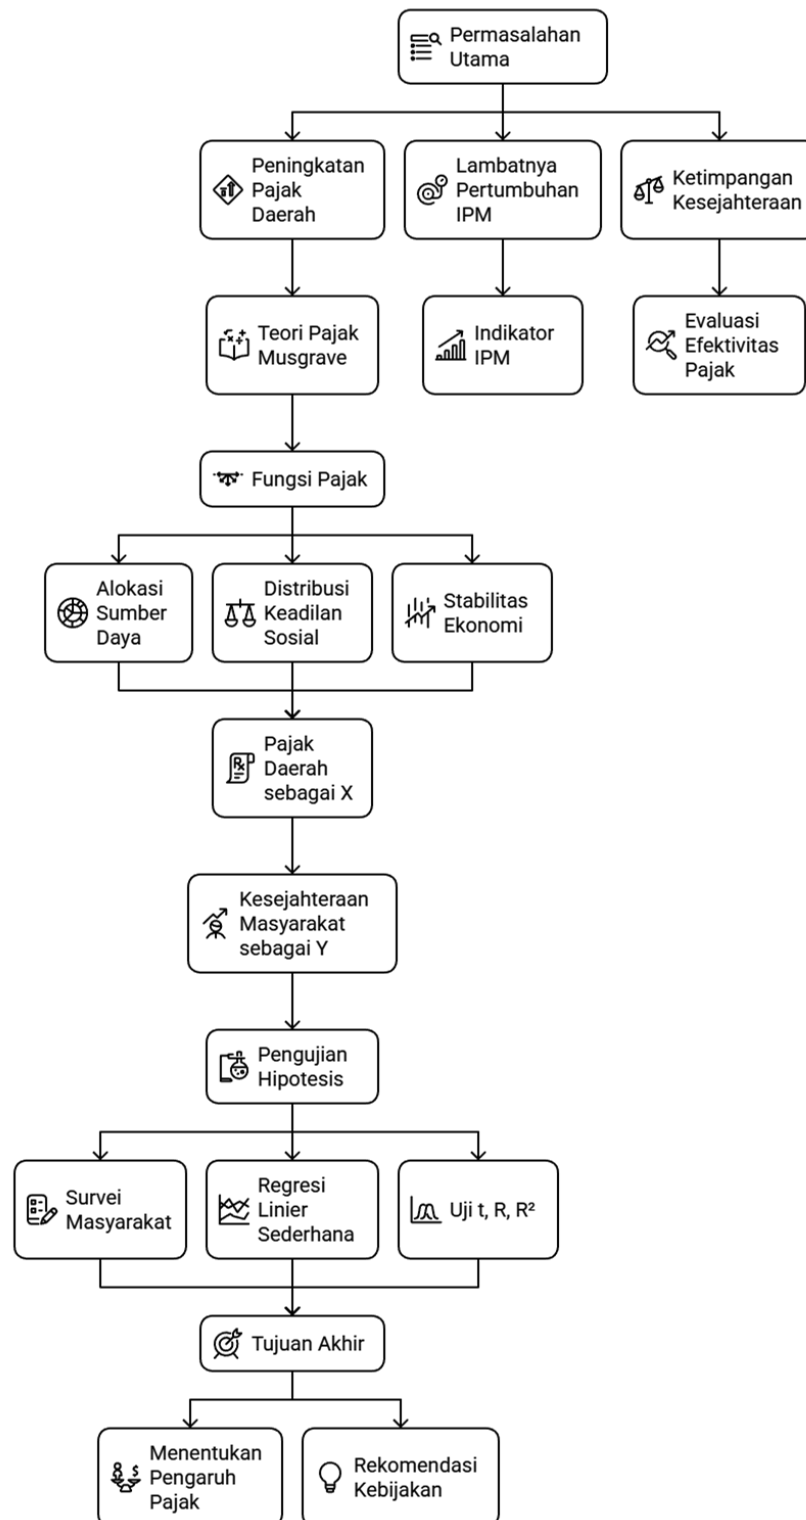 Permasalahan
Utama
Peningkatan
Pajak
Daerah
Lambatnya
Pertumbuhan
IPM
Ketimpangan
Kesejahteraan
Teori Pajak
Musgrave
Indikator
IPM
Evaluasi
Efektivitas
Pajak
Fungsi Pajak
Alokasi
Sumber
Daya
Distribusi
Keadilan
Sosial
Stabilitas
Ekonomi
Pajak
Daerah
sebagai X
Kesejahteraan
Masyarakat
sebagai Y
Pengujian
Hipotesis
Survei
Masyarakat
Regresi
Linier
Sederhana
Uji t, R, R²
Tujuan Akhir
Menentukan
Pengaruh
Pajak
Rekomendasi
Kebijakan